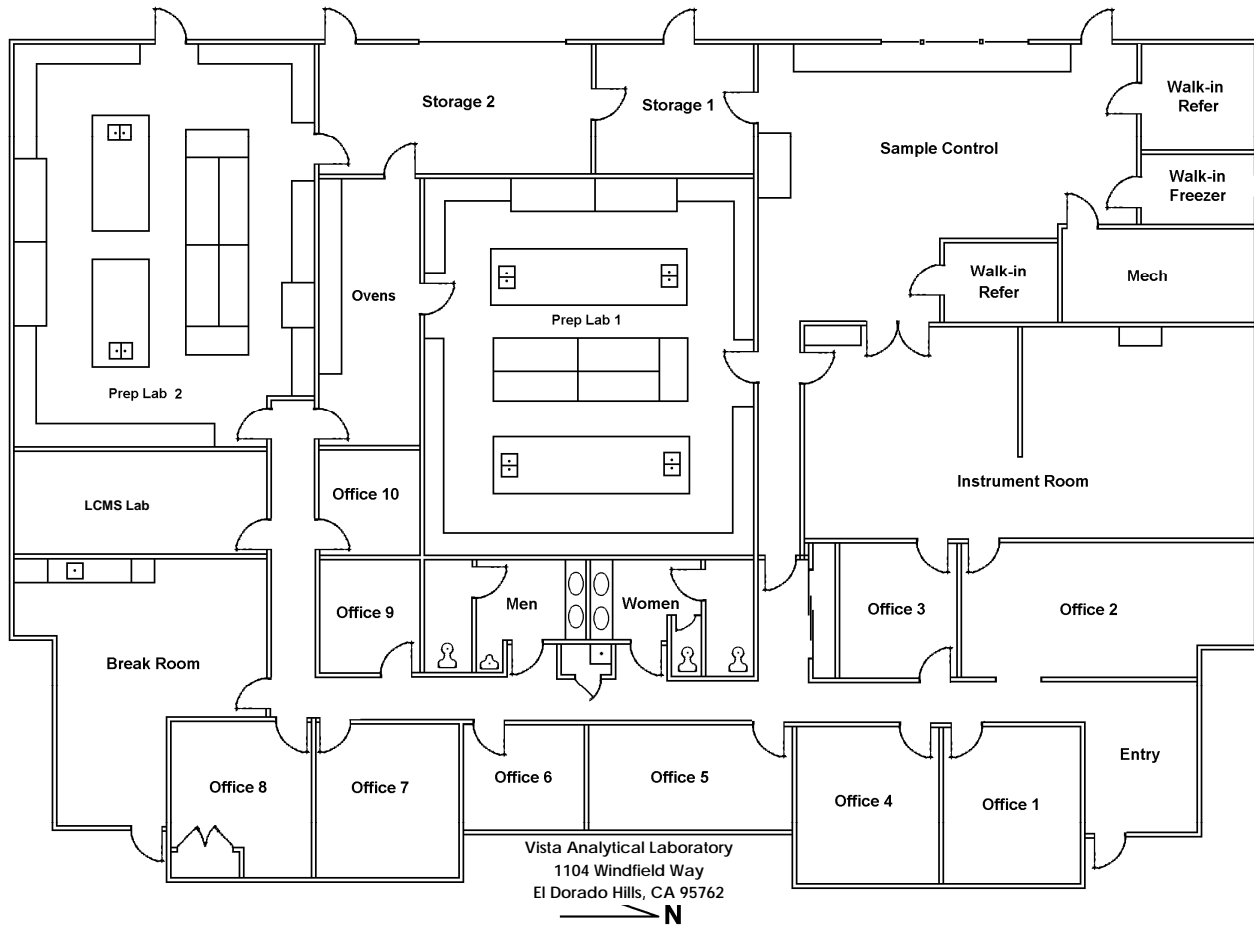 Storage 2
Storage 1
Sample Control
Walk-in
Refer
Walk-in
Freezer
Walk-in
Refer
Mech
Ovens
Prep Lab 1
Prep Lab 2
Instrument Room
LCMS Lab
Office 10
Office 9
Men
Women
Office 3
Office 2
Break Room
Office 8
Office 7
Office 6
Office 5
Office 4
Office 1
Entry
Vista Analytical Laboratory
1104 Windfield Way
El Dorado Hills, CA 95762
N